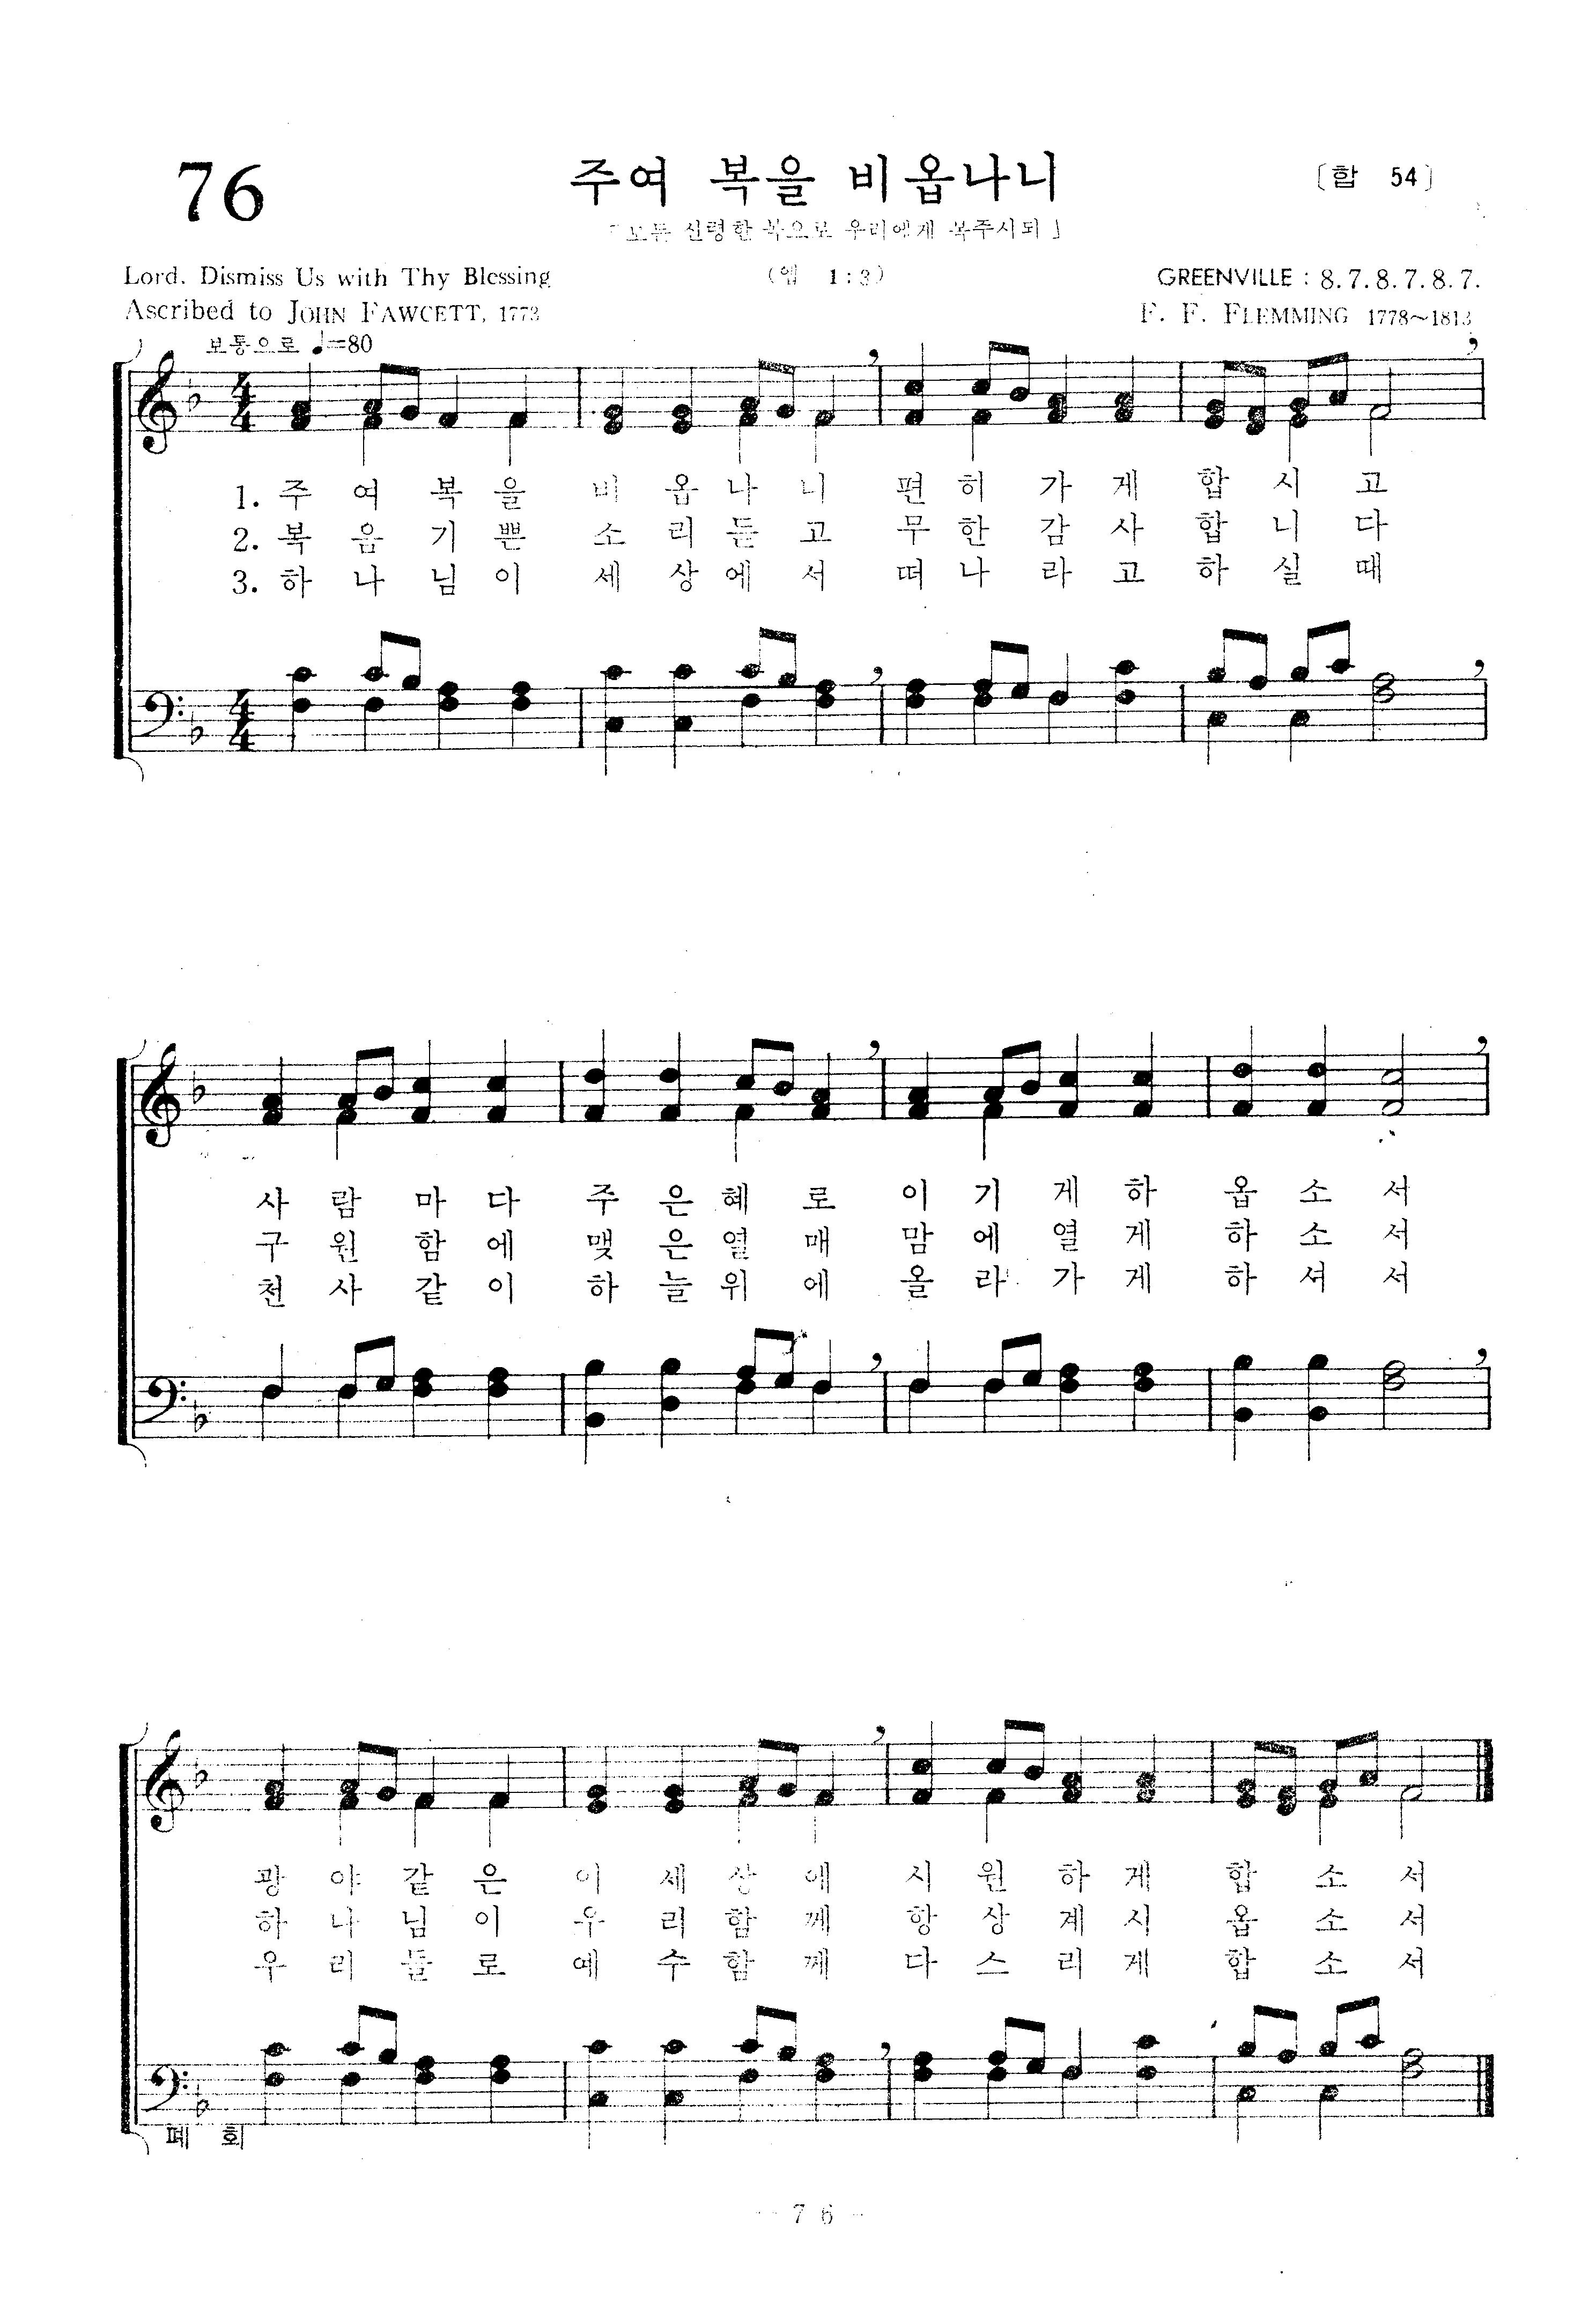 76
주여 복을 비옵나니
〔합 54〕
「모든 신령한 복으로 우리에게 복주시되」
Lord, Dismiss Us with Thy Blessing
(엡 1:3)
GREENVILLE : 8. 7. 8. 7. 8. 7.
Ascribed to JOHN FAWCETT, 1773
F. F. FLEMMING 1778~1813
보통으로 ♩=80
4/4
1. 주 여 복 을 비 옵 나 니 편 히 가 게 합 시 고
2. 복 음 기 쁜 소 리 듣 고 무 한 감 사 합 니 다
3. 하 나 님 이 세 상 에 서 떠 나 라 고 하 실 때
4/4
사 람 마 다 주 은 혜 로 이 기 게 하 옵 소 서
구 원 함 에 맺 은 열 매 맘 에 열 게 하 소 서
천 사 같 이 하 늘 위 에 올 라 가 게 하 셔 서
광 야 같 은 이 세 상 에 시 원 하 게 합 소 서
하 나 님 이 우 리 함 께 항 상 계 시 옵 소 서
우 리 들 로 예 수 함 께 다 스 리 게 합 소 서
폐 회
- 76 -